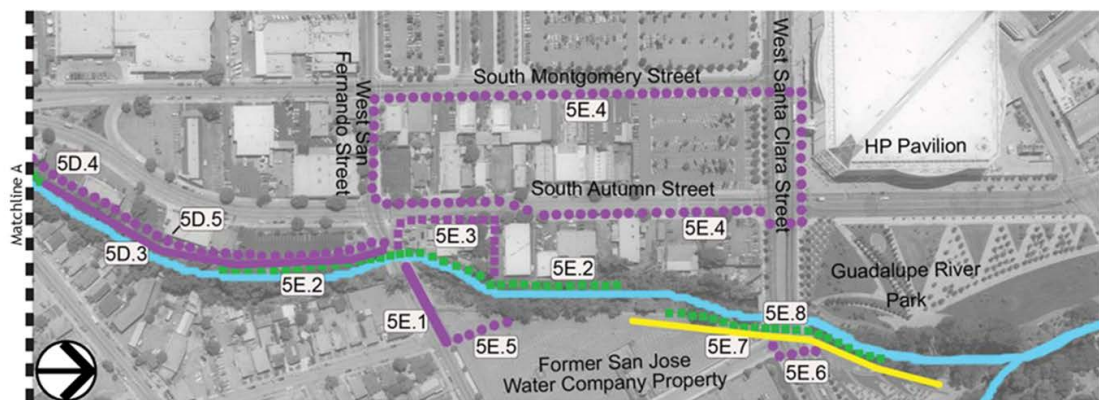 South Montgomery Street
5E.4
West San
Fernando Street
West Santa Clara Street
HP Pavilion
Matchline A
5D.4
5D.5
5D.3
South Autumn Street
5E.4
5E.3
5E.2
5E.2
Guadalupe River
Park
5E.1
5E.5
5E.8
5E.7
5E.6
Former San Jose
Water Company Property